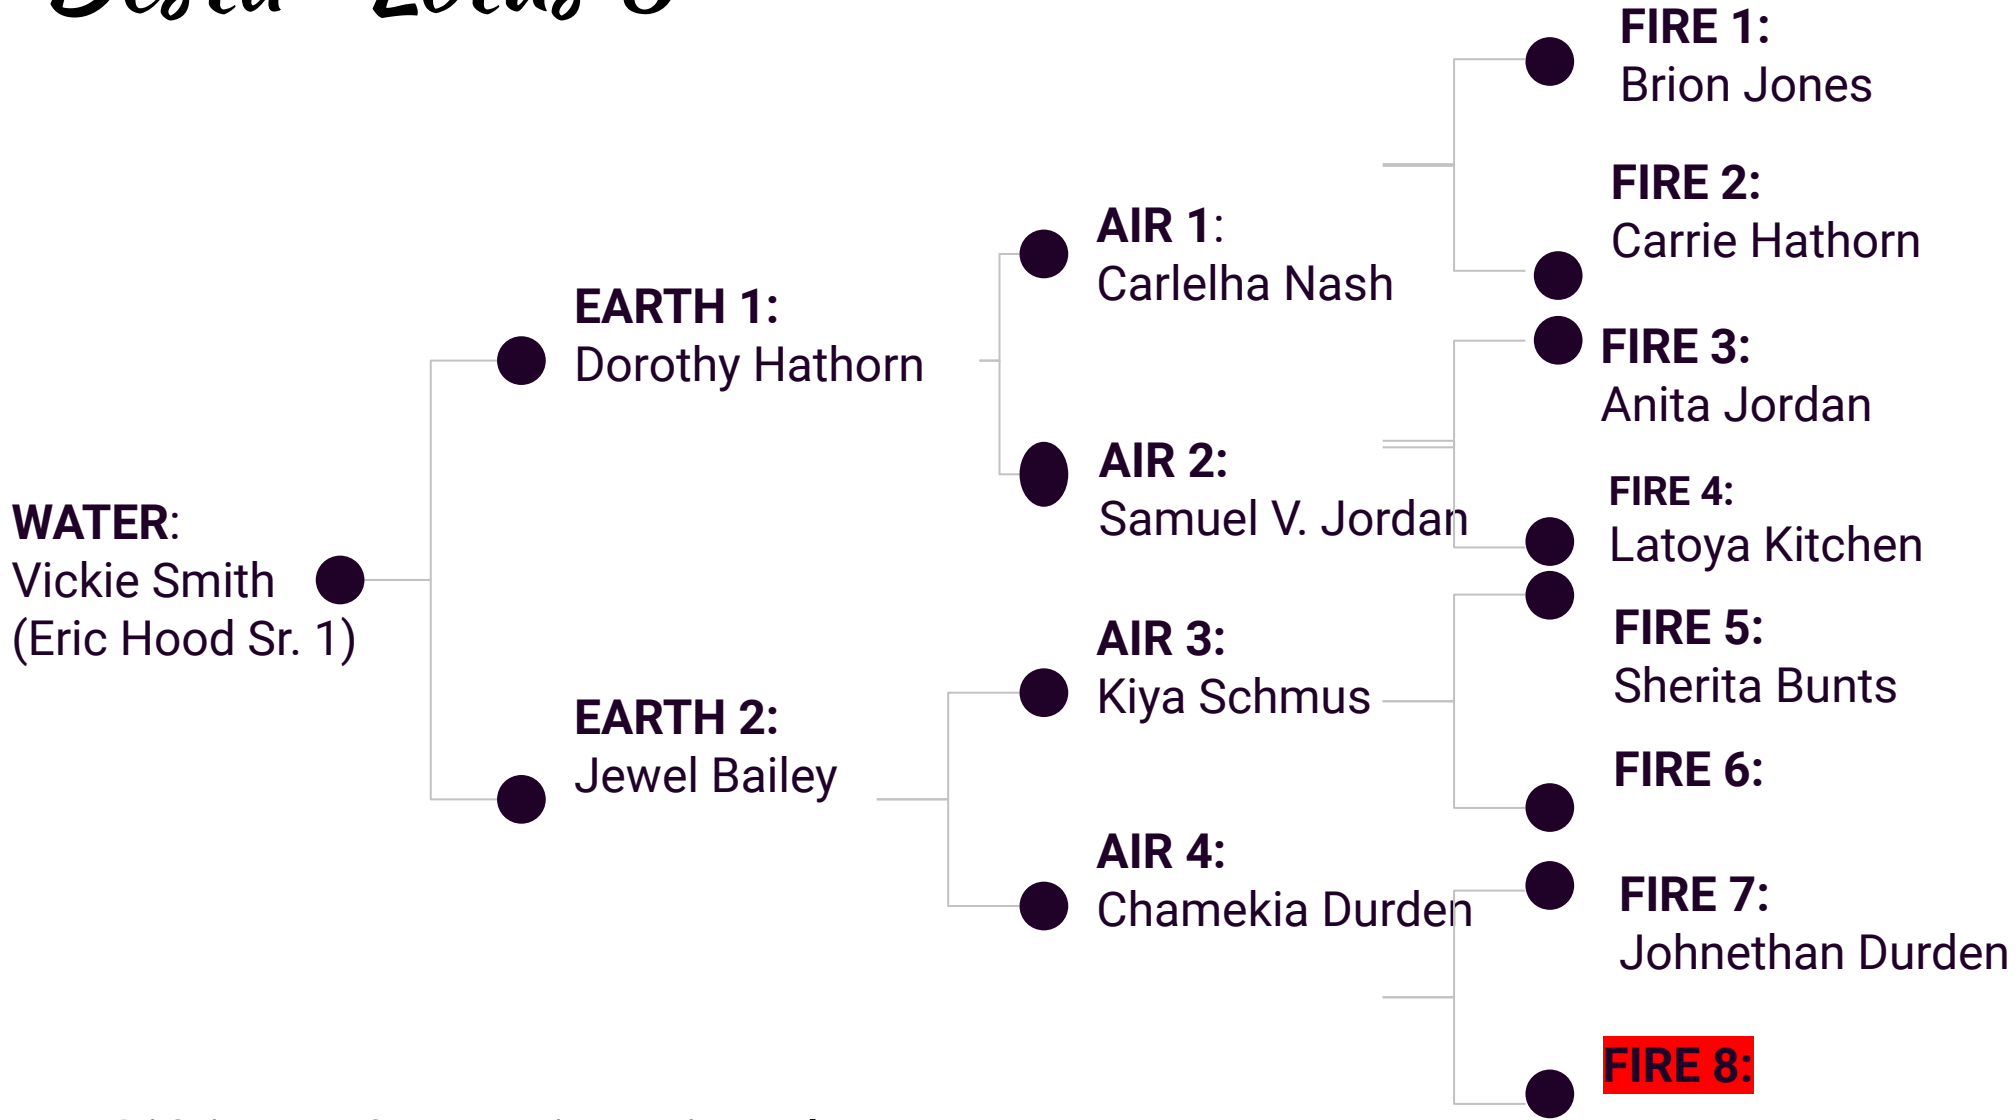 Lotus
FIRE 1:
Brion Jones
FIRE 2:
Carrie Hathorn
AIR 1:
Carlelha Nash
EARTH 1:
Dorothy Hathorn
FIRE 3:
Anita Jordan
AIR 2:
Samuel V. Jordan
FIRE 4:
Latoya Kitchen
WATER:
Vickie Smith
(Eric Hood Sr. 1)
AIR 3:
Kiya Schmus
FIRE 5:
Sherita Bunts
EARTH 2:
Jewel Bailey
FIRE 6:
AIR 4:
Chamekia Durden
FIRE 7:
Johnethan Durden
FIRE 8: